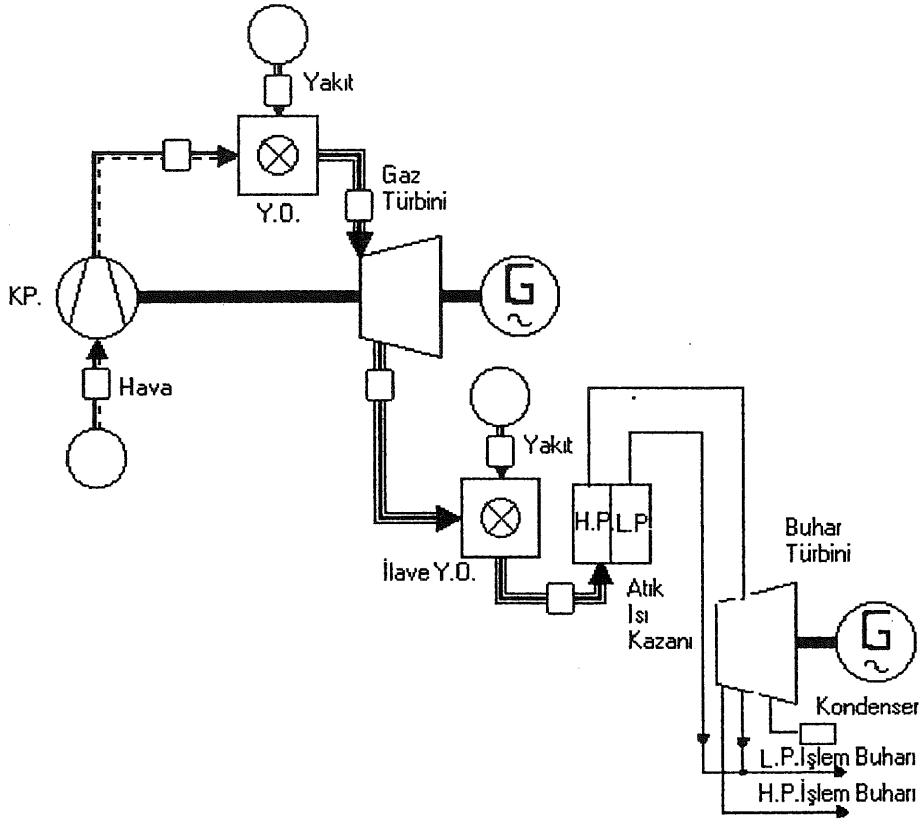 Yakıt
Y.O.
Gaz
Türbini
KP.
G
~
Hava
Yakıt
İlave Y.O.
H.P. L.P
Atık
Isı
Kazanı
Buhar
Türbini
G
~
Kondenser
L.P.İşlem Buharı
H.P.İşlem Buharı